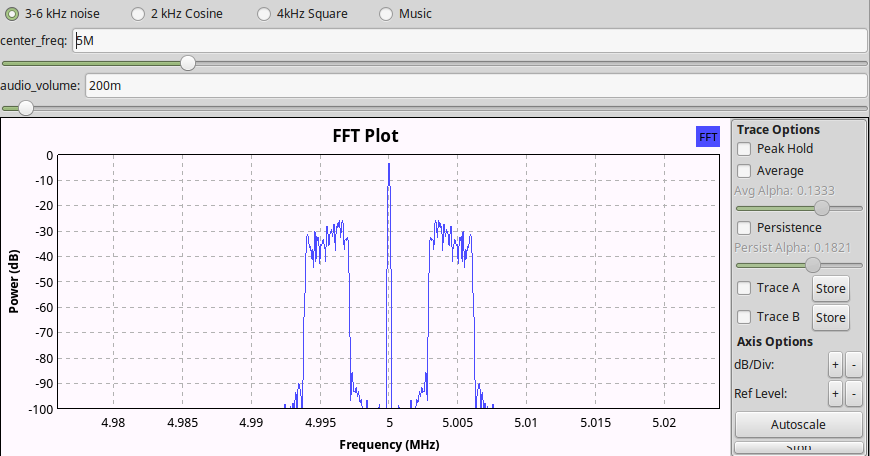 3-6 kHz noise 2 kHz Cosine 4kHz Square Music
center_freq: 5M
audio_volume: 200m
FFT Plot
FFT
Power (dB)
0
-10
-20
-30
-40
-50
-60
-70
-80
-90
-100
4.98 4.985 4.99 4.995 5 5.005 5.01 5.015 5.02
Frequency (MHz)
Trace Options
Peak Hold
Average
Avg Alpha: 0.1333
Persistence
Persist Alpha: 0.1821
Trace A Store
Trace B Store
Axis Options
dB/Div: + -
Ref Level: + -
Autoscale
Stop